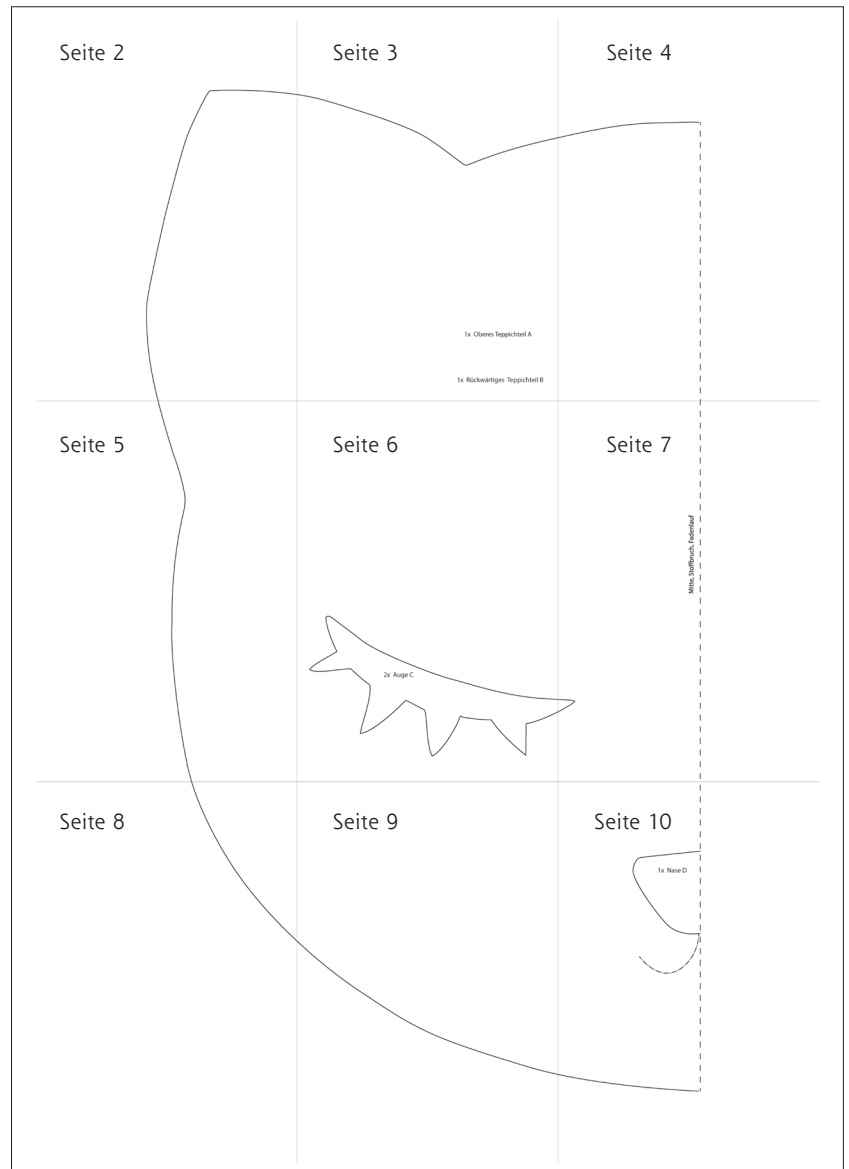 Seite 2
Seite 3
Seite 4
1x Oberes Teppichteil A
1x Rückwärtiges Teppichteil B
Seite 5
Seite 6
Seite 7
Mitte, Stoffbruch, Fadenlauf
2x Auge C
Seite 8
Seite 9
Seite 10
1x Nase D